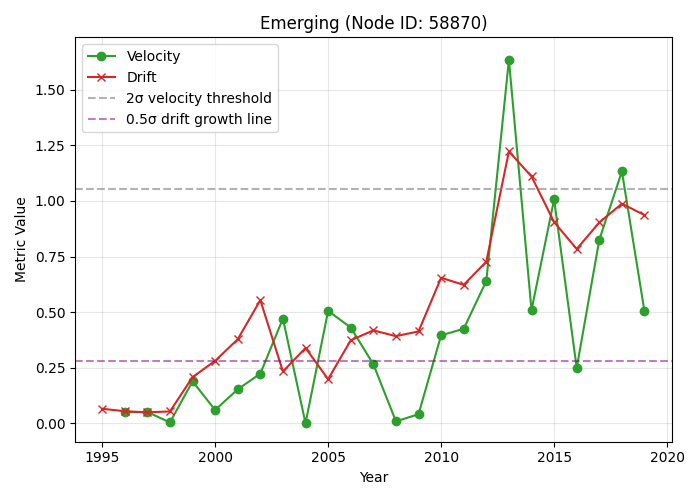 Emerging (Node ID: 58870)
Velocity
Drift
2σ velocity threshold
0.5σ drift growth line
Metric Value
1.50
1.25
1.00
0.75
0.50
0.25
0.00
1995 2000 2005 2010 2015 2020
Year